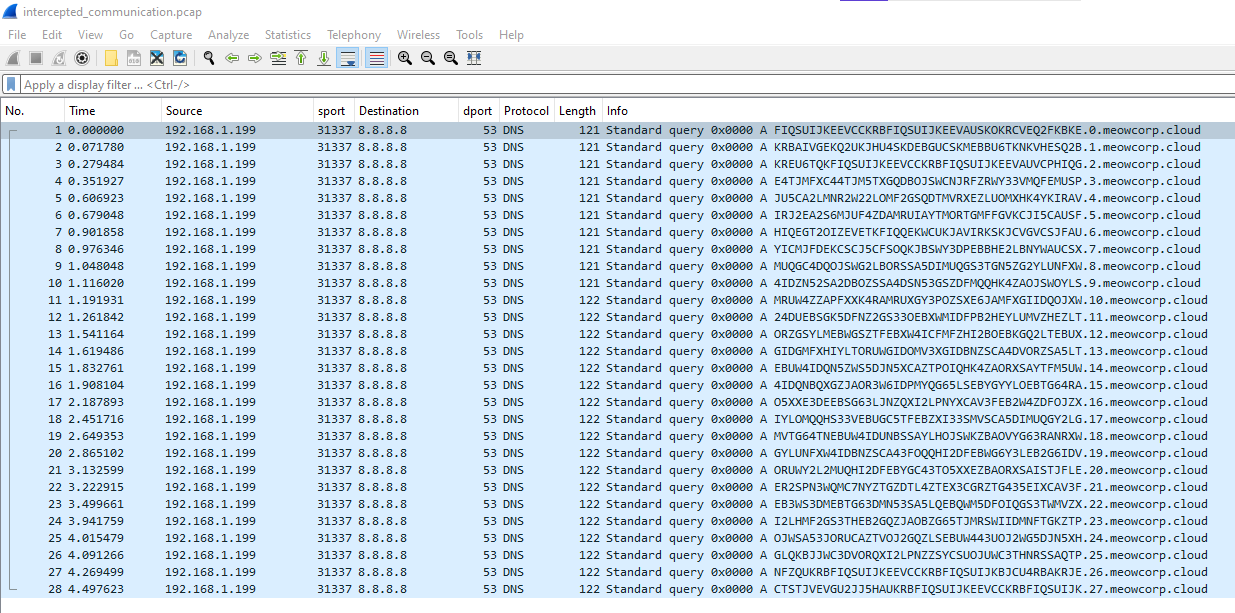 intercepted_communication.pcap
File Edit View Go Capture Analyze Statistics Telephony Wireless Tools Help
Apply a display filter ... <Ctrl-/>
No. Time Source sport Destination dport Protocol Length Info
1 0.000000 192.168.1.199 31337 8.8.8.8 53 DNS 121 Standard query 0x0000 A FIQSUIJKEEVCCKRBFIQSUIJKEEVAUSKOKRCVEQ2FKBKE.0.meowcorp.cloud
2 0.071780 192.168.1.199 31337 8.8.8.8 53 DNS 121 Standard query 0x0000 A KRBAIVGEKQ2UKJHU4SKDEBGUCSKMEBBU6TKNKVHESQ2B.1.meowcorp.cloud
3 0.279484 192.168.1.199 31337 8.8.8.8 53 DNS 121 Standard query 0x0000 A KREU6TQKFIQSUIJKEEVCCKRBFIQSUIJKEEVAUVCPHIQG.2.meowcorp.cloud
4 0.351927 192.168.1.199 31337 8.8.8.8 53 DNS 121 Standard query 0x0000 A E4TJMFXC44TJM5TXGQDBOJSWCNJRFZRWY33VMQFEMUSP.3.meowcorp.cloud
5 0.606923 192.168.1.199 31337 8.8.8.8 53 DNS 121 Standard query 0x0000 A JU5CA2LMNR2W22LOMF2GSQDTMVRXEZLUOMXHK4YKIRAV.4.meowcorp.cloud
6 0.679048 192.168.1.199 31337 8.8.8.8 53 DNS 121 Standard query 0x0000 A IRJ2EA2S6MJUF4ZDAMRUIAYTMORTGMFFGVKCJI5CAUSF.5.meowcorp.cloud
7 0.901858 192.168.1.199 31337 8.8.8.8 53 DNS 121 Standard query 0x0000 A HIQEGT2OIZEVETKFIQQEKWCUKJAVIRKSKJCVGVCSJFAU.6.meowcorp.cloud
8 0.976346 192.168.1.199 31337 8.8.8.8 53 DNS 121 Standard query 0x0000 A YICMJFDEKCSCJ5CFSOQKJBSWY3DPEBBHE2LBNYWAUCSX.7.meowcorp.cloud
9 1.048048 192.168.1.199 31337 8.8.8.8 53 DNS 121 Standard query 0x0000 A MUQGC4DQOJSWG2LBORSSA5DIMUQGS3TGN5ZG2YLUNFXW.8.meowcorp.cloud
10 1.116020 192.168.1.199 31337 8.8.8.8 53 DNS 121 Standard query 0x0000 A 4IDZN52SA2DBOZSSA4DSN53GSZDFMQQHK4ZAOJSWOYLS.9.meowcorp.cloud
11 1.191931 192.168.1.199 31337 8.8.8.8 53 DNS 122 Standard query 0x0000 A MRUW4ZZAPFXXK4RAMRUXGY3POZSXE6JAMFXGIIDQOJXW.10.meowcorp.cloud
12 1.261842 192.168.1.199 31337 8.8.8.8 53 DNS 122 Standard query 0x0000 A 24DUEBSGK5DFNZ2GS33OEBXWMIDFPB2HEYLUMVZHEZLT.11.meowcorp.cloud
13 1.541164 192.168.1.199 31337 8.8.8.8 53 DNS 122 Standard query 0x0000 A ORZGSYLMEBWGSZTFEBXW4ICFMFZHI2BOEBKGQ2LTEBUX.12.meowcorp.cloud
14 1.619486 192.168.1.199 31337 8.8.8.8 53 DNS 122 Standard query 0x0000 A GIDGMFXHIYLTORUWGIDOMV3XGIDBNZSCA4DVORZSA5LT.13.meowcorp.cloud
15 1.832761 192.168.1.199 31337 8.8.8.8 53 DNS 122 Standard query 0x0000 A EBUW4IDQN5ZWS5DJN5XCAZTPOIQHK4ZAORXSAYTFM5UW.14.meowcorp.cloud
16 1.908104 192.168.1.199 31337 8.8.8.8 53 DNS 122 Standard query 0x0000 A 4IDQNBQXGZJAOR3W6IDPMYQG65LSEBYGYYLOEBTG64RA.15.meowcorp.cloud
17 2.187893 192.168.1.199 31337 8.8.8.8 53 DNS 122 Standard query 0x0000 A O5XXE3DEEBSG63LJNZQXI2LPNYXCAV3FEB2W4ZDFOJZX.16.meowcorp.cloud
18 2.451716 192.168.1.199 31337 8.8.8.8 53 DNS 122 Standard query 0x0000 A IYLOMQQHS33VEBUGC5TFEBZXI33SMVSCA5DIMUQGY2LG.17.meowcorp.cloud
19 2.649353 192.168.1.199 31337 8.8.8.8 53 DNS 122 Standard query 0x0000 A MVTG64TNEBUW4IDUNBSSAYLHOJSWKZBAOVYG63RANRXW.18.meowcorp.cloud
20 2.865102 192.168.1.199 31337 8.8.8.8 53 DNS 122 Standard query 0x0000 A GYLUNFXW4IDBNZSCA43FOQQHI2DFEBWG6Y3LEB2G6IDV.19.meowcorp.cloud
21 3.132599 192.168.1.199 31337 8.8.8.8 53 DNS 122 Standard query 0x0000 A ORUWY2L2MUQHI2DFEBYGC43TO5XXEZBAORXSAISTJFLE.20.meowcorp.cloud
22 3.222915 192.168.1.199 31337 8.8.8.8 53 DNS 122 Standard query 0x0000 A ER2SPN3WQMC7NYZTGZDTL4ZTEX3CGRZTG435EIXCAV3F.21.meowcorp.cloud
23 3.499661 192.168.1.199 31337 8.8.8.8 53 DNS 122 Standard query 0x0000 A EB3WS3DMEBTG63DMN53SA5LQEBQWM5DFOIQGS3TWMVZX.22.meowcorp.cloud
24 3.941759 192.168.1.199 31337 8.8.8.8 53 DNS 122 Standard query 0x0000 A I2LHMF2GS3THEB2GQZJAOBZG65TJMRSWIIDMNFTGKZTP.23.meowcorp.cloud
25 4.015479 192.168.1.199 31337 8.8.8.8 53 DNS 122 Standard query 0x0000 A OJWSA53JORUCAZTVOJ2GQZLSEBUW443UOJ2WG5DJN5XH.24.meowcorp.cloud
26 4.091266 192.168.1.199 31337 8.8.8.8 53 DNS 122 Standard query 0x0000 A GLQKBJJWC3DVORQXI2LPNZZSYCSUOJUWC3THNRSSAQTP.25.meowcorp.cloud
27 4.269499 192.168.1.199 31337 8.8.8.8 53 DNS 122 Standard query 0x0000 A NFZQUKRBFIQSUIJKEEVCCKRBFIQSUIJKBJCU4RBAKRJE.26.meowcorp.cloud
28 4.497623 192.168.1.199 31337 8.8.8.8 53 DNS 122 Standard query 0x0000 A CTSTJVEVGU2JJ5HAUKRBFIQSUIJKEEVCCKRBFIQSUIJK.27.meowcorp.cloud